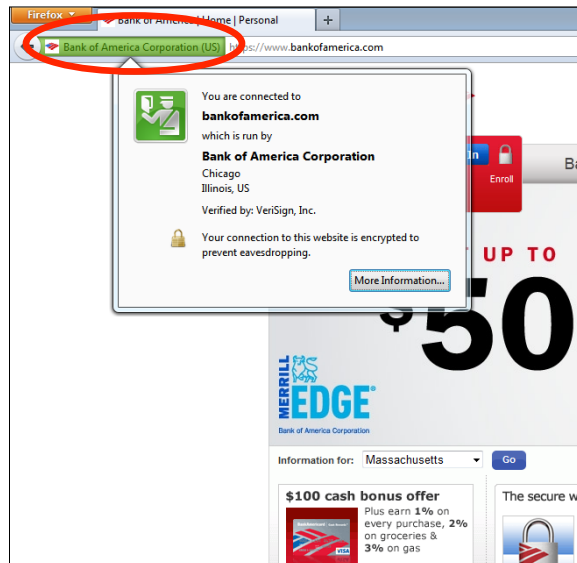 Firefox
Bank of America | Home | Personal
Bank of America Corporation (US)
https://www.bankofamerica.com
You are connected to
bankofamerica.com
which is run by
Bank of America Corporation
Chicago
Illinois, US
Verified by: VeriSign, Inc.
Your connection to this website is encrypted to
prevent eavesdropping.
More Information...
in
Enroll
Ba
UP TO
$50
MERRILL
EDGE
Bank of America Corporation
Information for: Massachusetts
Go
$100 cash bonus offer
Plus earn 1% on
every purchase, 2%
on groceries &
3% on gas
VISA
The secure w